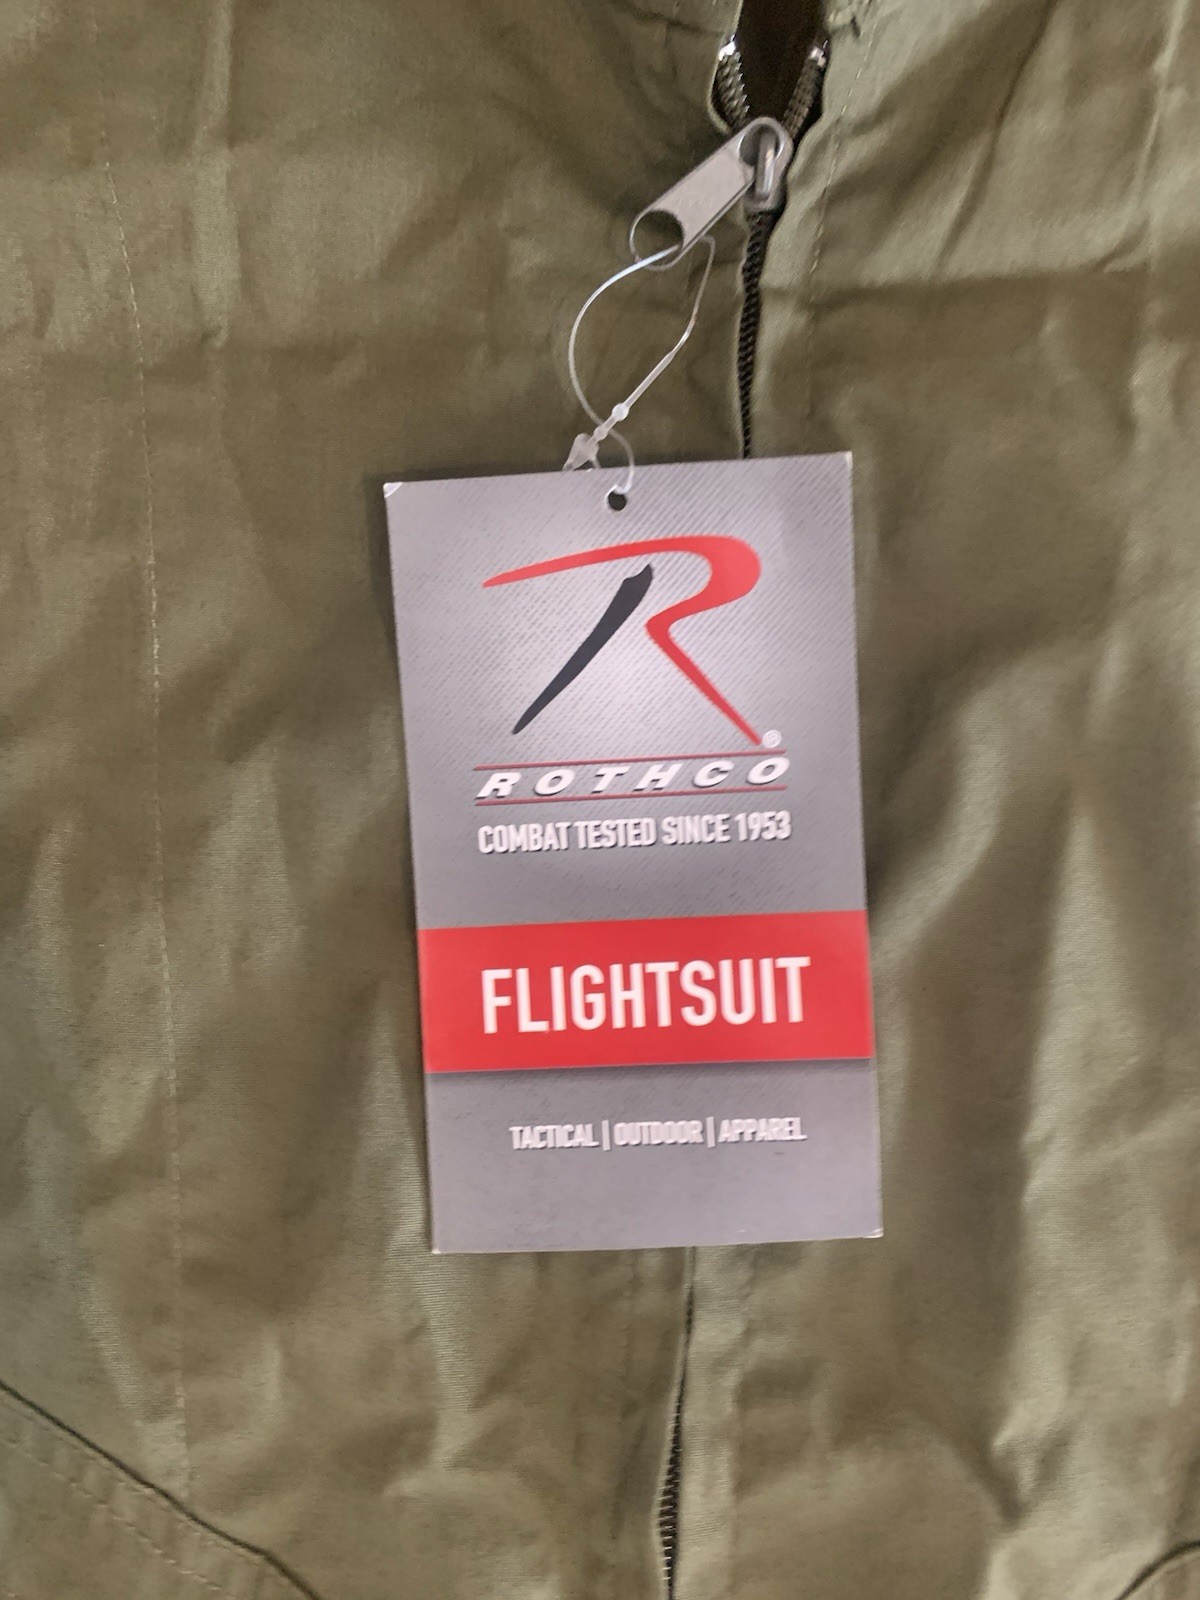 R®
ROTHCO
COMBAT TESTED SINCE 1953
FLIGHTSUIT
TACTICAL | OUTDOOR | APPAREL